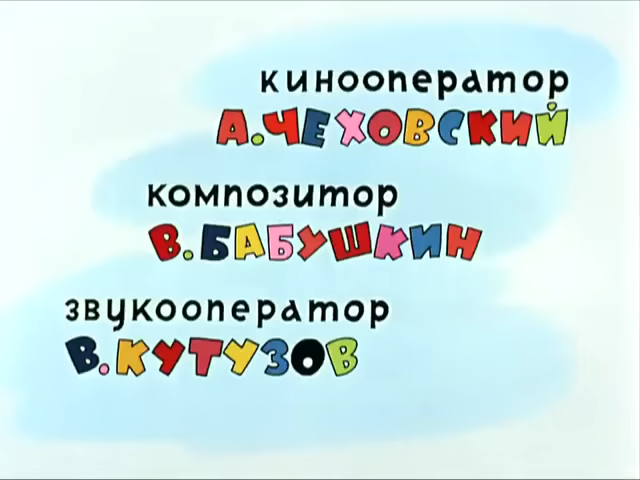 кинооператор
А.ЧЕХОВСКИЙ
композитор
В.БАБУШКИН
звукооператор
В.КУТУЗОВ